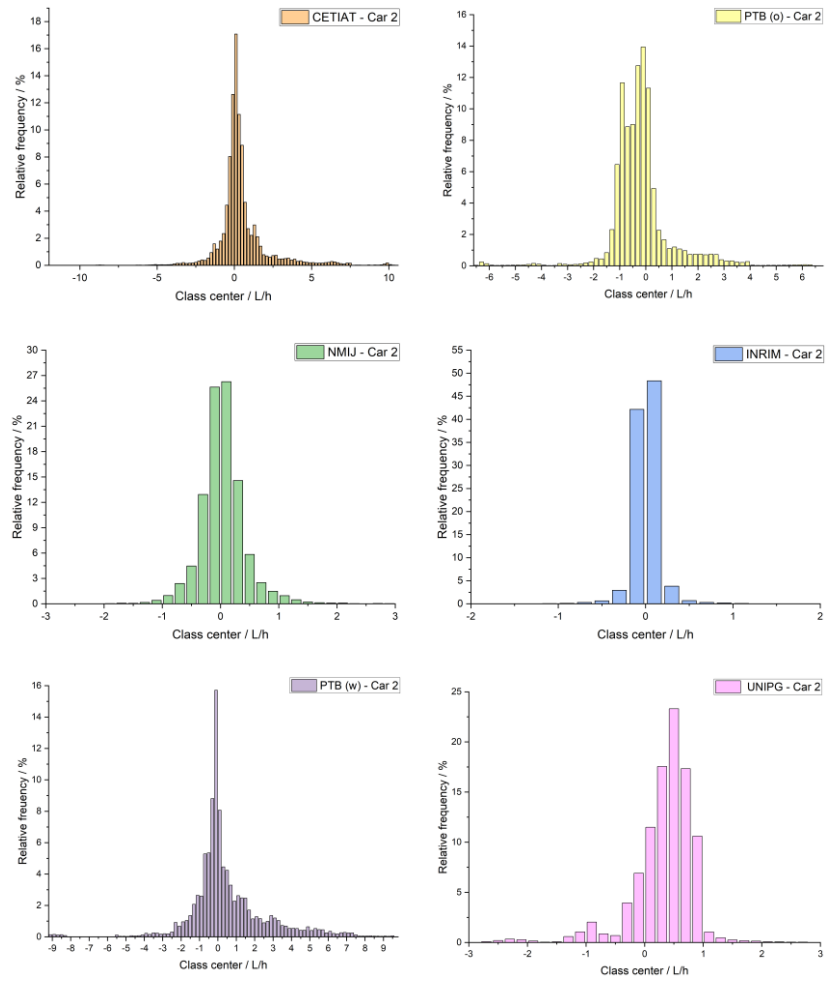 CETIAT - Car 2
Relative frequency / %
18
16
14
12
10
8
6
4
2
0
-10 -5 0 5 10
Class center / L/h
PTB (o) - Car 2
Relative frequency / %
16
14
12
10
8
6
4
2
0
-6 -5 -4 -3 -2 -1 0 1 2 3 4 5 6
Class center / L/h
NMIJ - Car 2
Relative frequency / %
30
27
24
21
18
15
12
9
6
3
0
-3 -2 -1 0 1 2 3
Class center / L/h
INRIM - Car 2
Relative frequency / %
55
50
45
40
35
30
25
20
15
10
5
0
-2 -1 0 1 2
Class center / L/h
PTB (w) - Car 2
Relative freuency / %
16
14
12
10
8
6
4
2
0
-9 -8 -7 -6 -5 -4 -3 -2 -1 0 1 2 3 4 5 6 7 8 9
Class center / L/h
UNIPG - Car 2
Relative frequency / %
25
20
15
10
5
0
-3 -2 -1 0 1 2 3
Class center / L/h